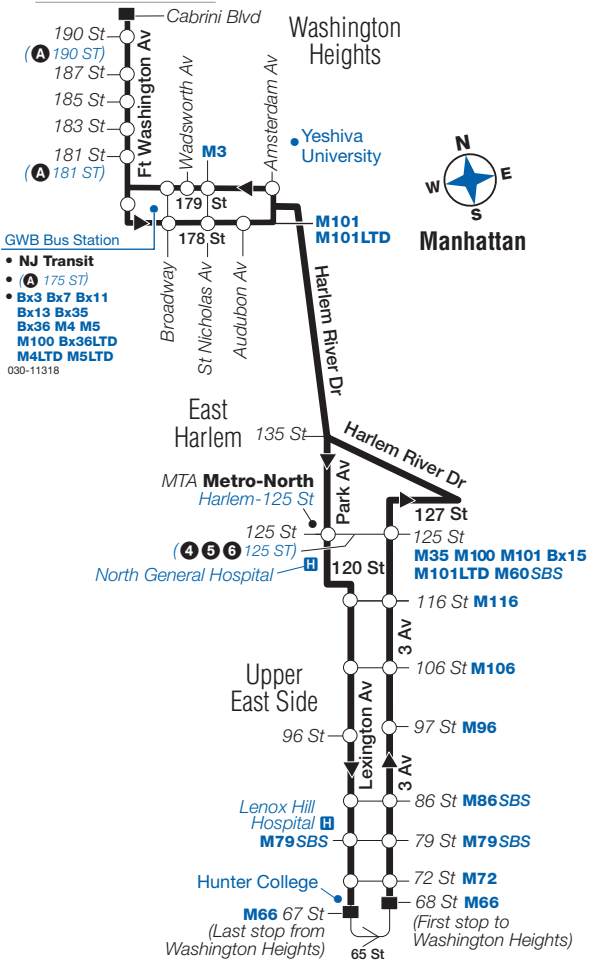 Cabrini Blvd
190 St
(A 190 ST)
187 St
185 St
183 St
181 St
(A 181 ST)
Ft Washington Av
Washington
Heights
Wadsworth Av
M3
Amsterdam Av
Yeshiva
University
N
W E
S
Manhattan
179 St
178 St
M101
M101LTD
GWB Bus Station
• NJ Transit
• (A 175 ST)
• Bx3 Bx7 Bx11
Bx13 Bx35
Bx36 M4 M5
M100 Bx36LTD
M4LTD M5LTD
030-11318
Broadway
St Nicholas Av
Audubon Av
Harlem River Dr
East
Harlem
135 St
Harlem River Dr
MTA Metro-North
Harlem-125 St
Park Av
127 St
125 St
(4 5 6 125 ST)
125 St
M35 M100 M101 Bx15
M101LTD M60SBS
North General Hospital H
120 St
116 St M116
3 Av
106 St M106
Upper
East Side
Lexington Av
96 St
97 St M96
3 Av
86 St M86SBS
Lenox Hill
Hospital H
M79SBS
79 St M79SBS
72 St M72
Hunter College
M66 67 St
(Last stop from
Washington Heights)
68 St M66
(First stop to
Washington Heights)
65 St